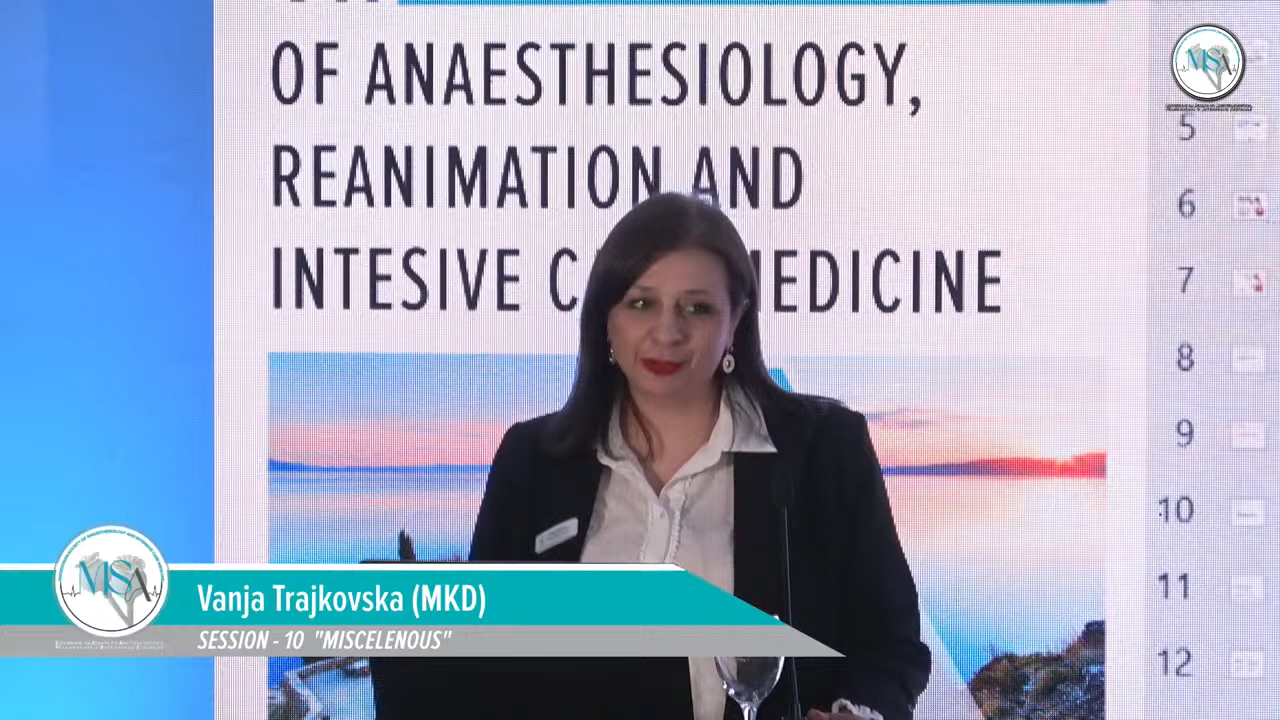 OF ANAESTHESIOLOGY,
REANIMATION AND
INTESIVE C MEDICINE
MSA
5
6
7
8
9
10
11
12
MSA
Vanja Trajkovska (MKD)
SESSION - 10 "MISCELENOUS"